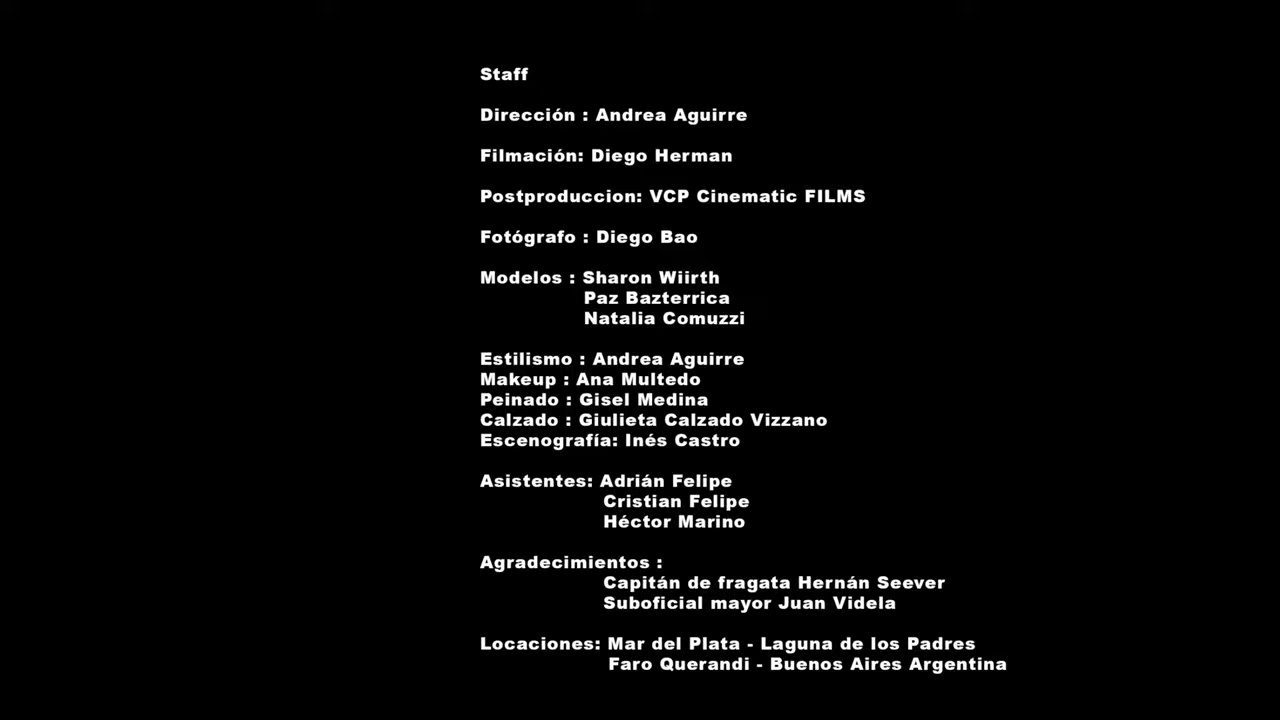 Staff
Dirección : Andrea Aguirre
Filmación: Diego Herman
Postproduccion: VCP Cinematic FILMS
Fotógrafo : Diego Bao
Modelos : Sharon Wiirth
Paz Bazterrica
Natalia Comuzzi
Estilismo : Andrea Aguirre
Makeup : Ana Multedo
Peinado : Gisel Medina
Calzado : Giulieta Calzado Vizzano
Escenografía: Inés Castro
Asistentes: Adrián Felipe
Cristian Felipe
Héctor Marino
Agradecimientos :
Capitán de fragata Hernán Seever
Suboficial mayor Juan Videla
Locaciones: Mar del Plata - Laguna de los Padres
Faro Querandi - Buenos Aires Argentina